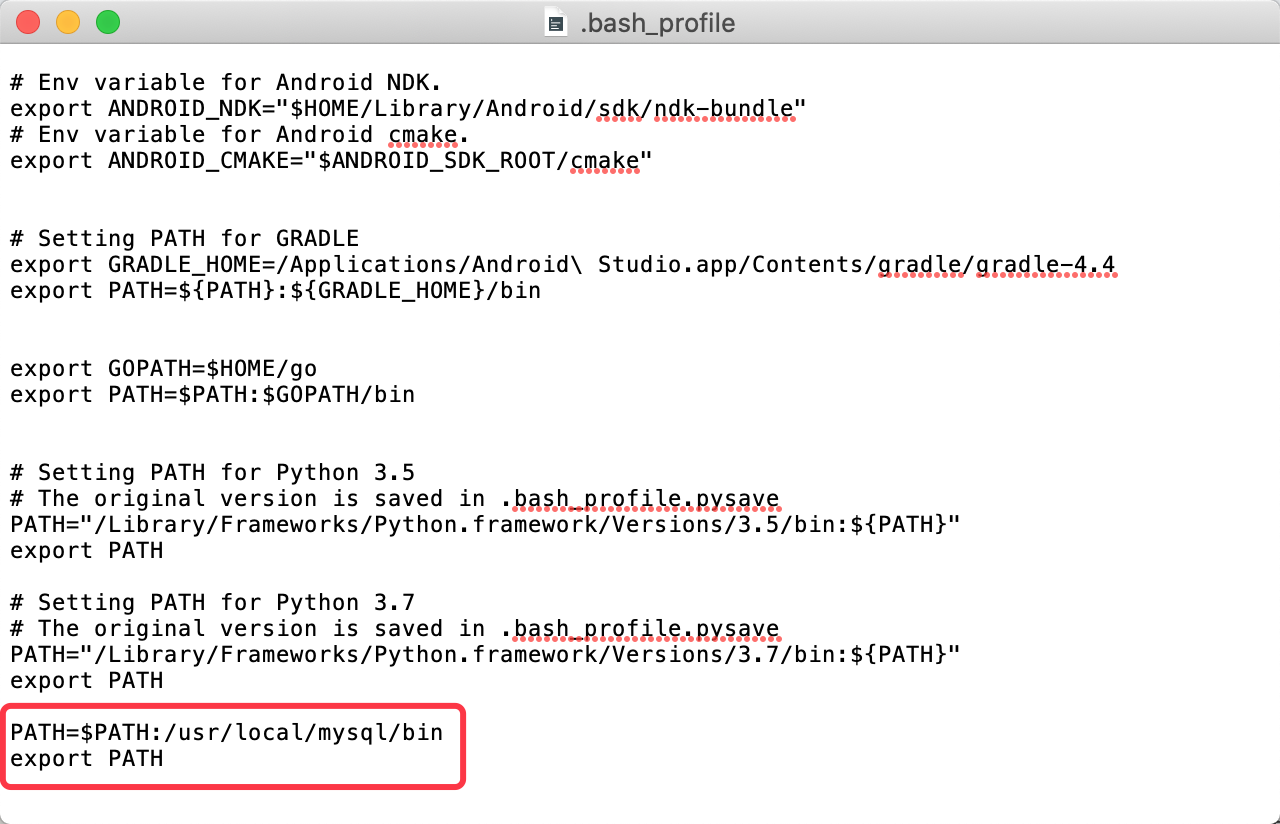 .bash_profile
# Env variable for Android NDK.
export ANDROID_NDK="$HOME/Library/Android/sdk/ndk-bundle"
# Env variable for Android cmake.
export ANDROID_CMAKE="$ANDROID_SDK_ROOT/cmake"
# Setting PATH for GRADLE
export GRADLE_HOME=/Applications/Android\ Studio.app/Contents/gradle/gradle-4.4
export PATH=${PATH}:${GRADLE_HOME}/bin
export GOPATH=$HOME/go
export PATH=$PATH:$GOPATH/bin
# Setting PATH for Python 3.5
# The original version is saved in .bash_profile.pysave
PATH="/Library/Frameworks/Python.framework/Versions/3.5/bin:${PATH}"
export PATH
# Setting PATH for Python 3.7
# The original version is saved in .bash_profile.pysave
PATH="/Library/Frameworks/Python.framework/Versions/3.7/bin:${PATH}"
export PATH
PATH=$PATH:/usr/local/mysql/bin
export PATH